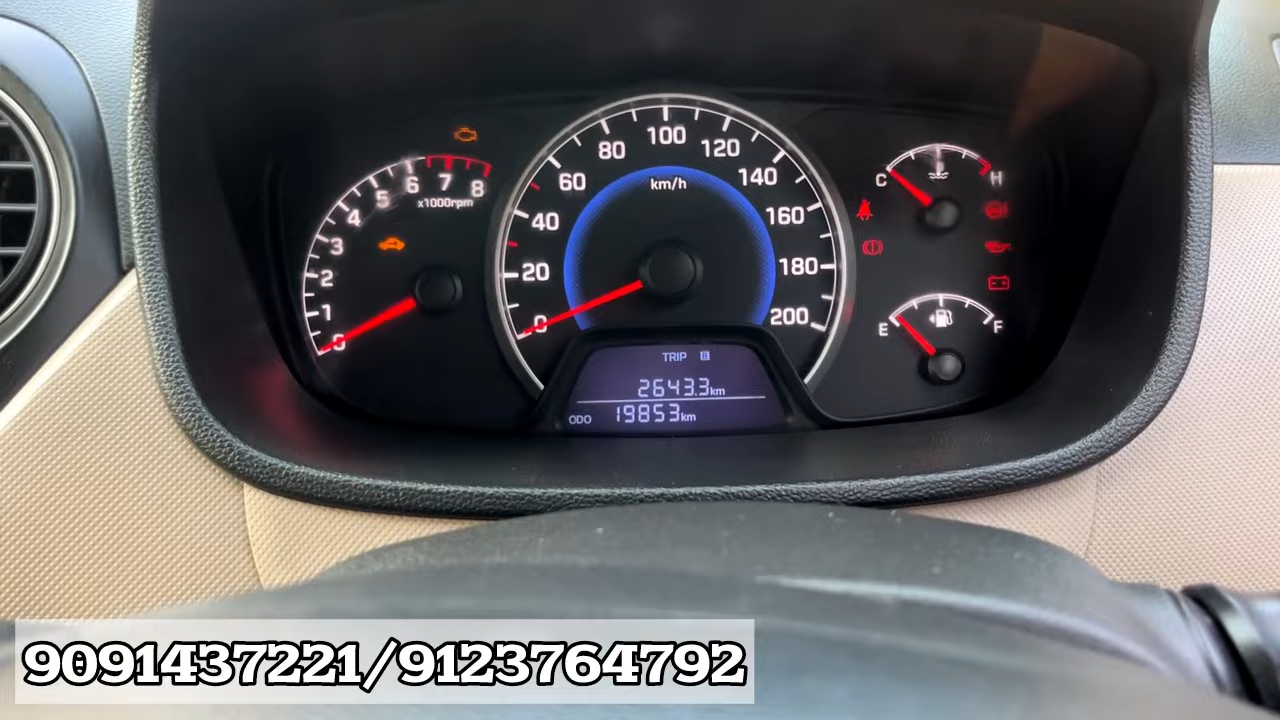 0 1 2 3 4 5 6 7 8
x1000rpm
0 20 40 60 80 100 120 140 160 180 200
km/h
C H
E F
TRIP B
2643.3km
ODO 19853km
9091437221/9123764792